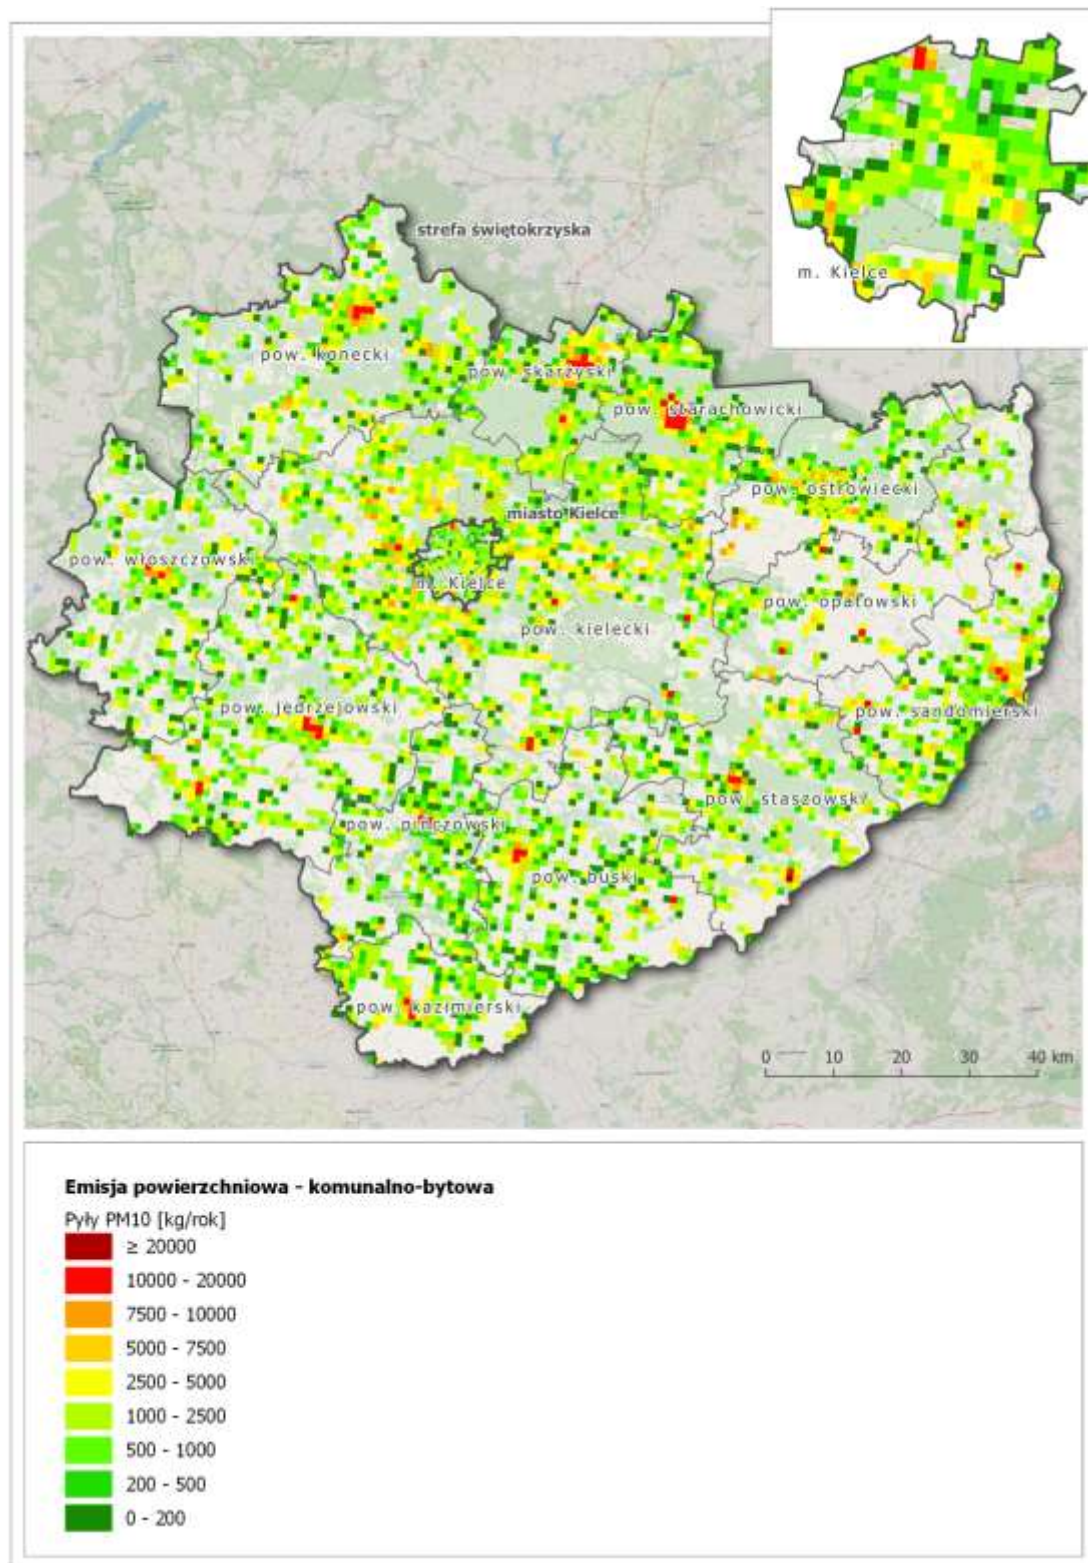 m. Kielce
strefa świętokrzyska
pow. konecki
pow. skarżyski
pow. starachowicki
pow. ostrowiecki
miasto Kielce
pow. włoszczowski
m. Kielce
pow. opatowski
pow. kielecki
pow. jędrzejowski
pow. sandomierski
pow. staszowski
pow. pińczowski
pow. buski
pow. kazimierski
0 10 20 30 40 km
Emisja powierzchniowa - komunalno-bytowa
Pyły PM10 [kg/rok]
≥ 20000
10000 - 20000
7500 - 10000
5000 - 7500
2500 - 5000
1000 - 2500
500 - 1000
200 - 500
0 - 200